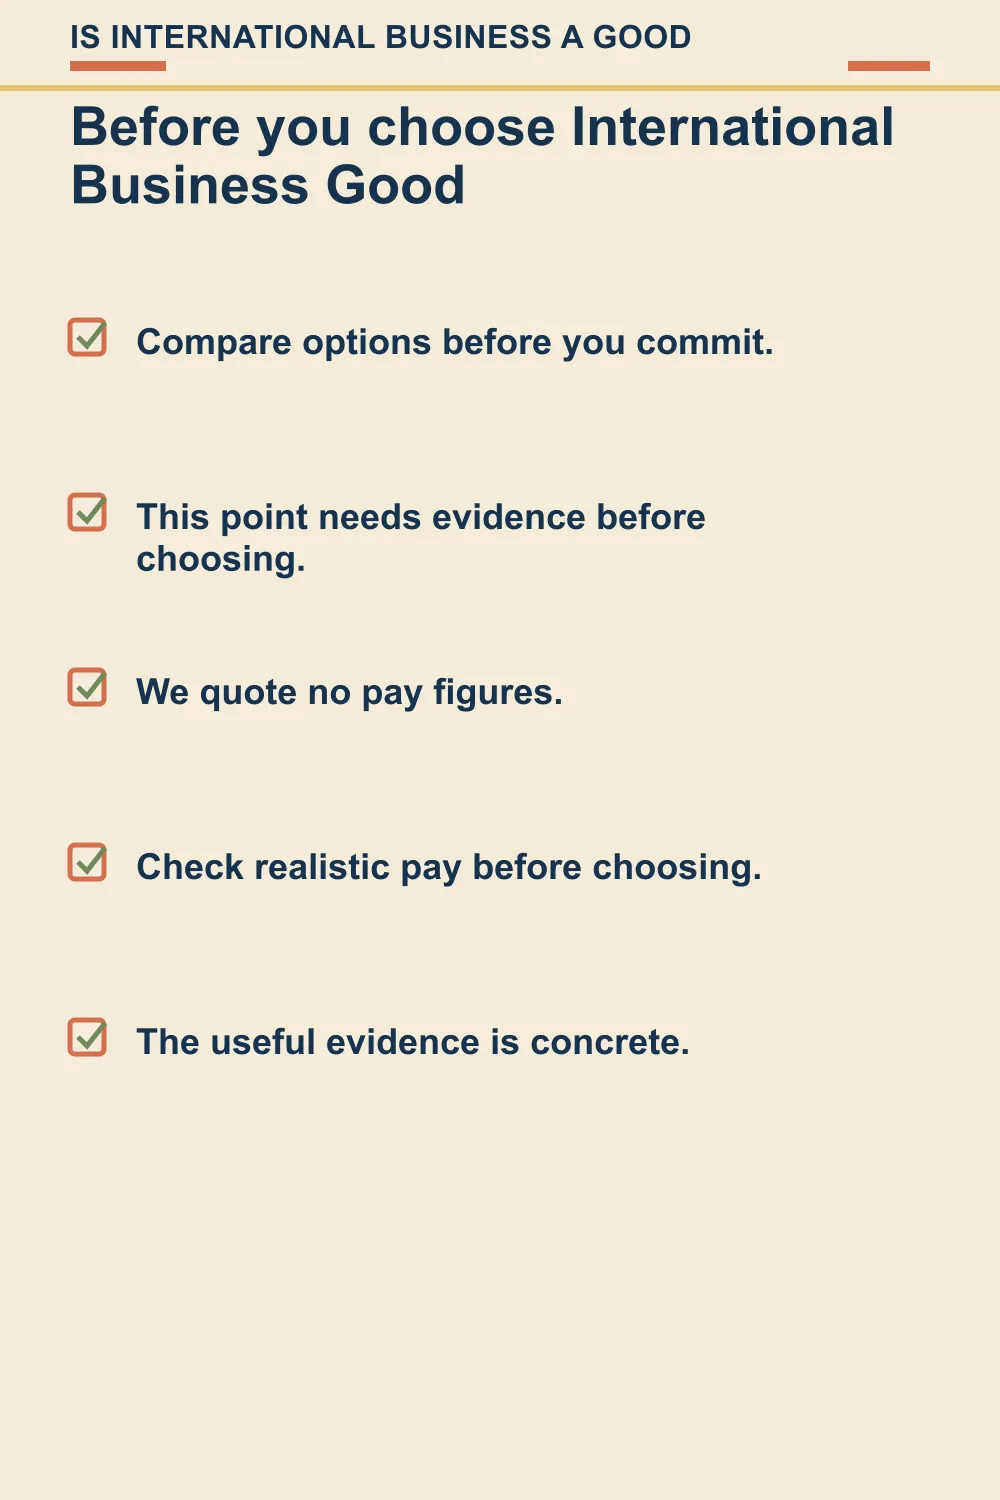 IS INTERNATIONAL BUSINESS A GOOD
Before you choose International
Business Good
Compare options before you commit.
This point needs evidence before
choosing.
We quote no pay figures.
Check realistic pay before choosing.
The useful evidence is concrete.